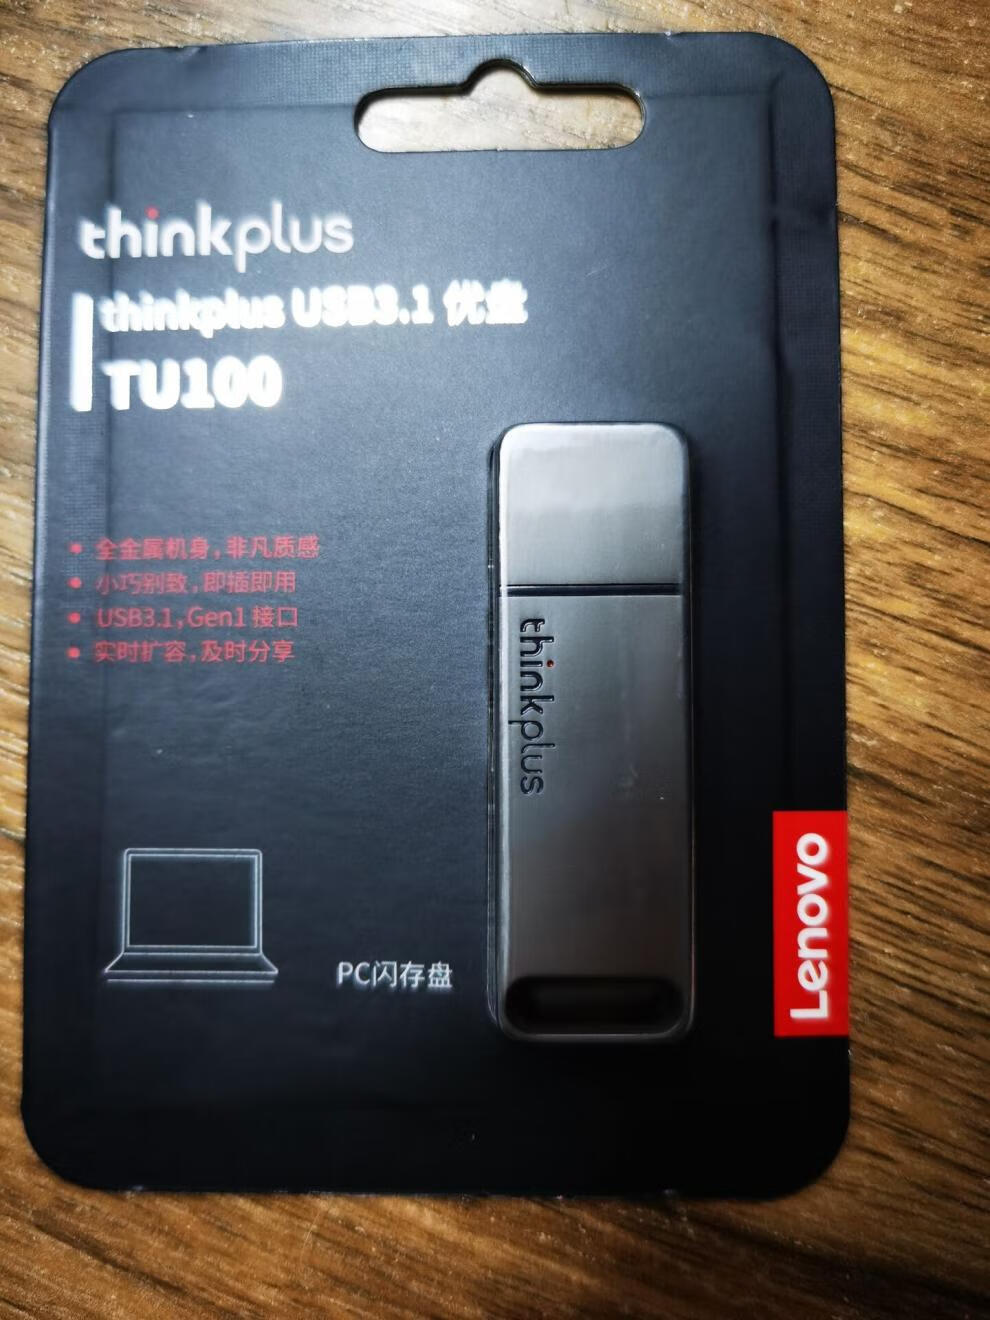 thinkplus
thinkplus USB3.1 优盘
TU100
全金属机身,非凡质感
小巧别致,即插即用
USB3.1,Gen1 接口
实时扩容,及时分享
thinkplus
PC闪存盘
Lenovo